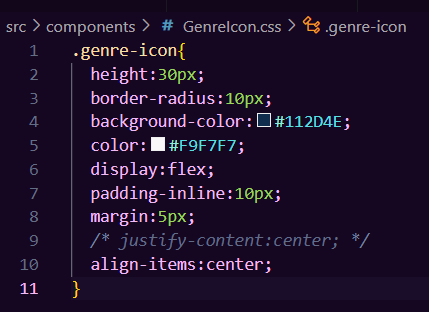 src > components > # GenreIcon.css > .genre-icon
1 .genre-icon{
2 height:30px;
3 border-radius:10px;
4 background-color:#112D4E;
5 color:#F9F7F7;
6 display:flex;
7 padding-inline:10px;
8 margin:5px;
9 /* justify-content:center; */
10 align-items:center;
11 }